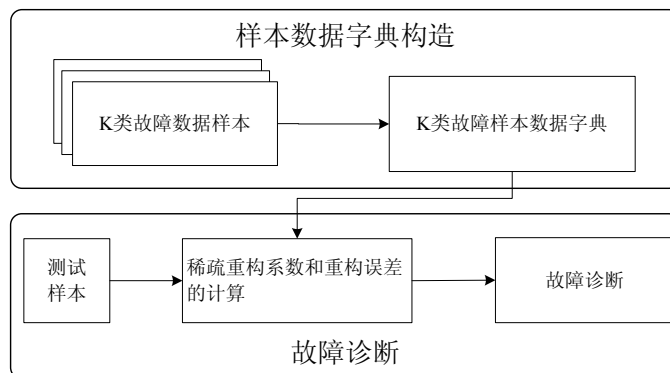 样本数据字典构造
K类故障数据样本
K类故障样本数据字典
测试
样本
稀疏重构系数和重构误差
的计算
故障诊断
故障诊断